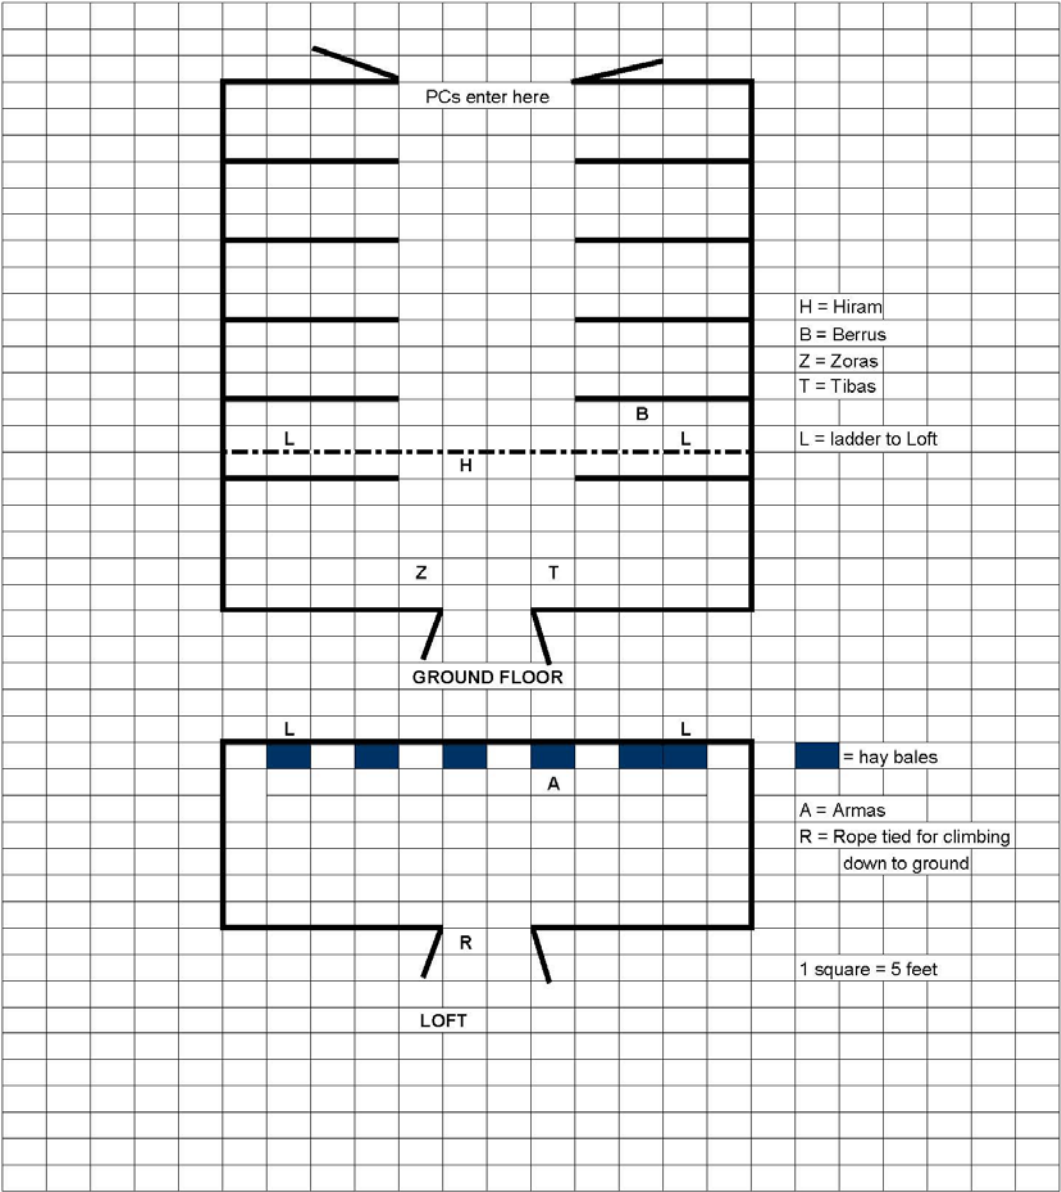 PCs enter here
H = Hiram
B = Berrus
Z = Zoras
T = Tibas
B
L
L
L = ladder to Loft
H
Z
T
GROUND FLOOR
L
L
= hay bales
A
A = Armas
R = Rope tied for climbing
down to ground
R
1 square = 5 feet
LOFT